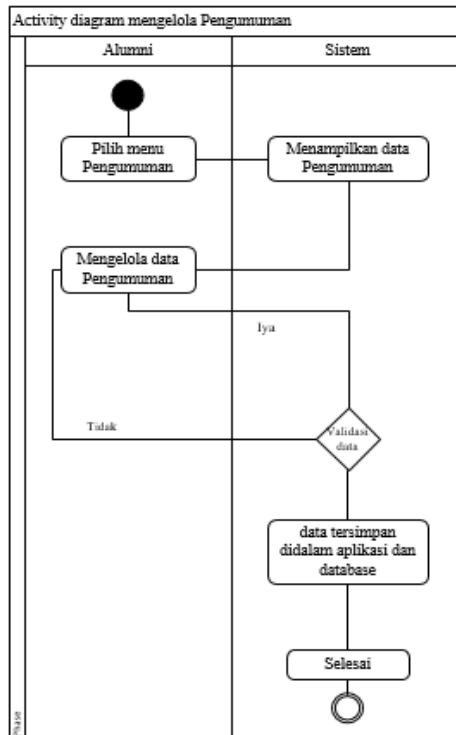 Activity diagram mengelola Pengumuman
Alumni
Sistem
Pilih menu
Pengumuman
Menampilkan data
Pengumuman
Mengelola data
Pengumuman
Iya
Tidak
Validasi
data
data tersimpan
didalam aplikasi dan
database
Selesai
Phase